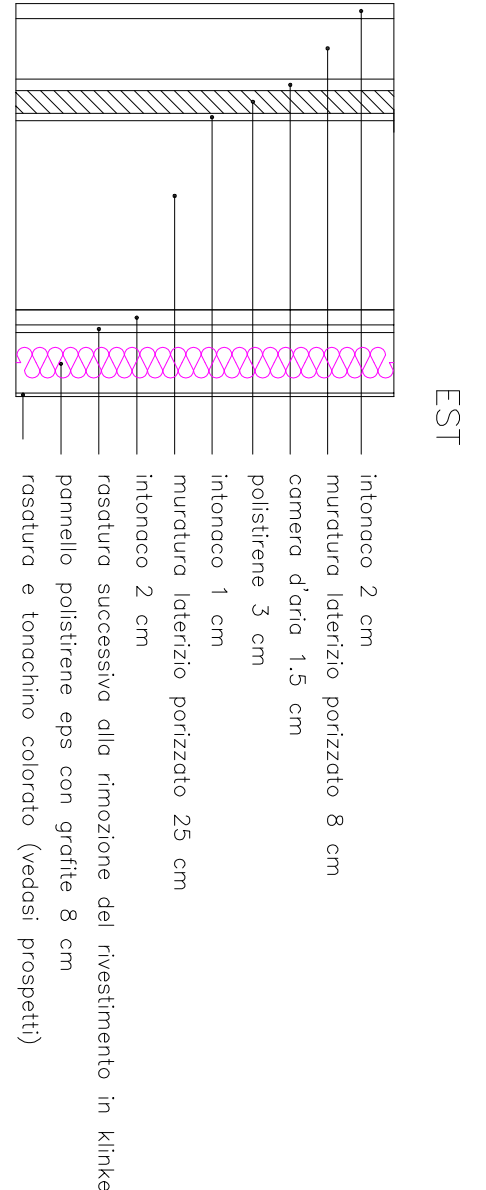 EST
intonaco 2 cm
muratura laterizio porizzato 8 cm
camera d'aria 1.5 cm
polistirene 3 cm
intonaco 1 cm
muratura laterizio porizzato 25 cm
intonaco 2 cm
rasatura successiva alla rimozione del rivestimento in klinke
pannello polistirene eps con grafite 8 cm
rasatura e tonachino colorato (vedasi prospetti)